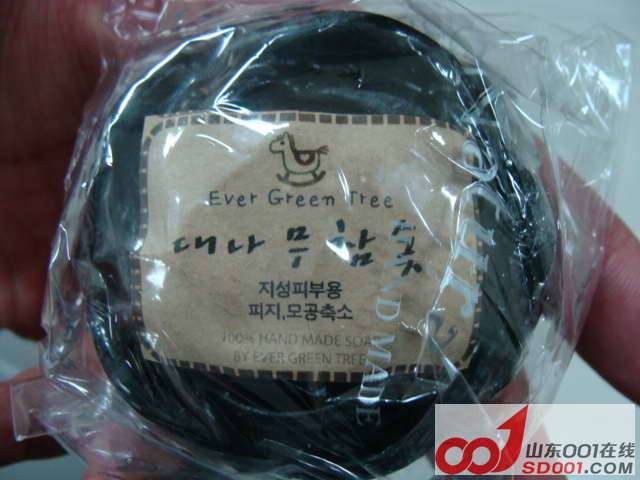 Ever Green Tree
대나무 참숯
지성피부용
피지,모공축소
100% HAND MADE SOAP
BY EVER GREEN TREE
HAND MADE
001 山东001在线
SD001.com